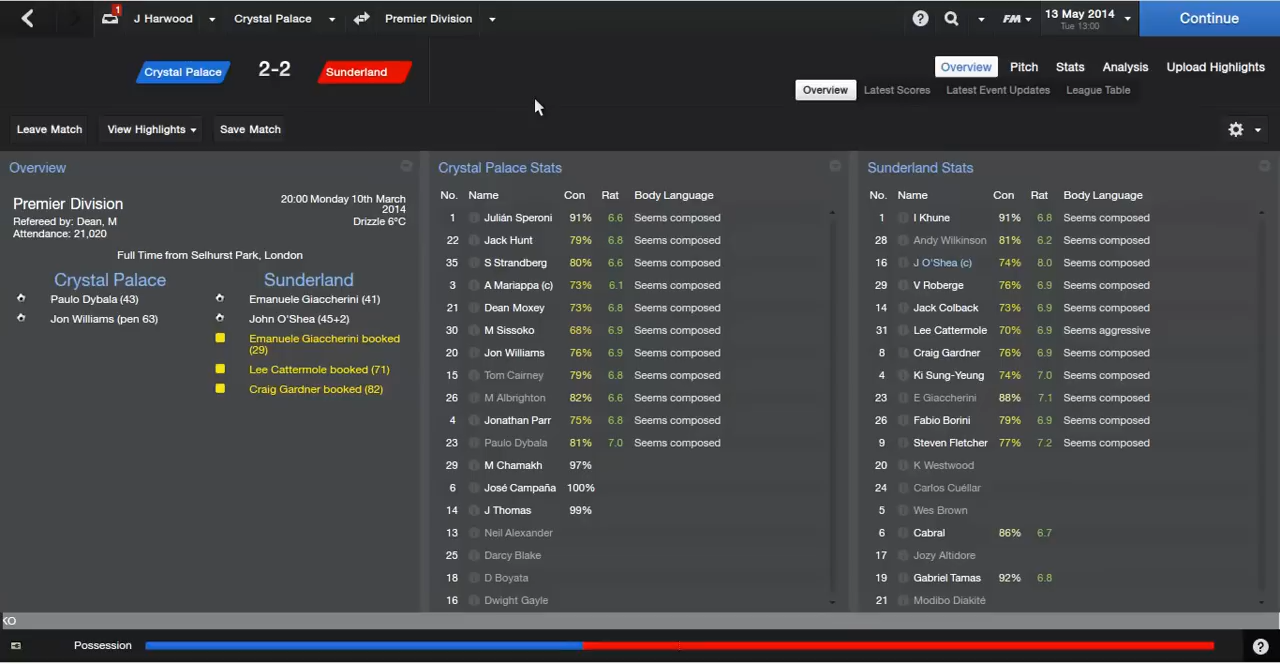 1
J Harwood Crystal Palace Premier Division
? FM 13 May 2014 Continue
Tue 13:00
Crystal Palace 2-2 Sunderland
Overview Pitch Stats Analysis Upload Highlights
Overview Latest Scores Latest Event Updates League Table
Leave Match View Highlights Save Match
Overview
Premier Division
Refereed by: Dean, M
Attendance: 21,020
20:00 Monday 10th March
2014
Drizzle 6°C
Full Time from Selhurst Park, London
Crystal Palace Sunderland
Paulo Dybala (43) Emanuele Giaccherini (41)
Jon Williams (pen 63) John O'Shea (45+2)
Emanuele Giaccherini booked
(29)
Lee Cattermole booked (71)
Craig Gardner booked (82)
Crystal Palace Stats
No. Name Con Rat Body Language
1 Julián Speroni 91% 6.6 Seems composed
22 Jack Hunt 79% 6.8 Seems composed
35 S Strandberg 80% 6.6 Seems composed
3 A Mariappa (c) 73% 6.1 Seems composed
21 Dean Moxey 73% 6.8 Seems composed
30 M Sissoko 68% 6.9 Seems composed
20 Jon Williams 76% 6.9 Seems composed
15 Tom Cairney 79% 6.8 Seems composed
26 M Albrighton 82% 6.6 Seems composed
4 Jonathan Parr 75% 6.8 Seems composed
23 Paulo Dybala 81% 7.0 Seems composed
29 M Chamakh 97%
6 José Campaña 100%
14 J Thomas 99%
13 Neil Alexander
25 Darcy Blake
18 D Boyata
16 Dwight Gayle
Sunderland Stats
No. Name Con Rat Body Language
1 I Khune 91% 6.8 Seems composed
28 Andy Wilkinson 81% 6.2 Seems composed
16 J O'Shea (c) 74% 8.0 Seems composed
29 V Roberge 76% 6.9 Seems composed
14 Jack Colback 73% 6.9 Seems composed
31 Lee Cattermole 70% 6.9 Seems aggressive
8 Craig Gardner 76% 6.9 Seems composed
4 Ki Sung-Yeung 74% 7.0 Seems composed
23 E Giaccherini 88% 7.1 Seems composed
26 Fabio Borini 79% 6.9 Seems composed
9 Steven Fletcher 77% 7.2 Seems composed
20 K Westwood
24 Carlos Cuéllar
5 Wes Brown
6 Cabral 86% 6.7
17 Jozy Altidore
19 Gabriel Tamas 92% 6.8
21 Modibo Diakité
KO
Possession ?